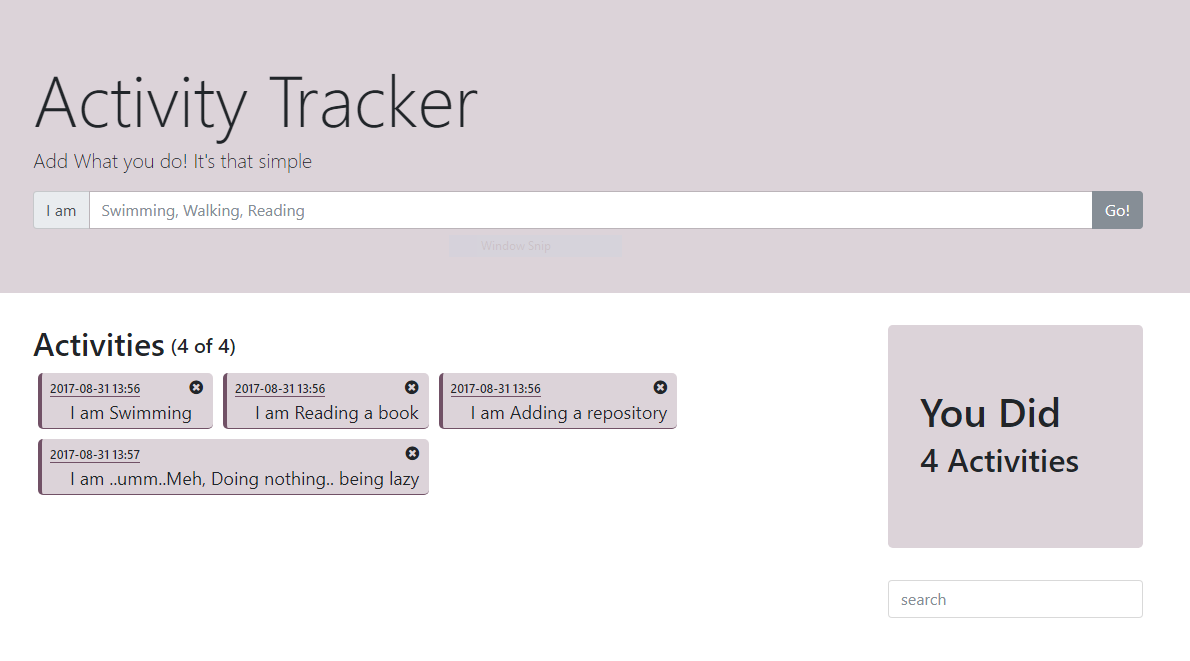 Activity Tracker
Add What you do! It's that simple
I am Swimming, Walking, Reading Go!
Window Snip
Activities (4 of 4)
2017-08-31 13:56
I am Swimming
2017-08-31 13:56
I am Reading a book
2017-08-31 13:56
I am Adding a repository
2017-08-31 13:57
I am ..umm..Meh, Doing nothing.. being lazy
You Did
4 Activities
search